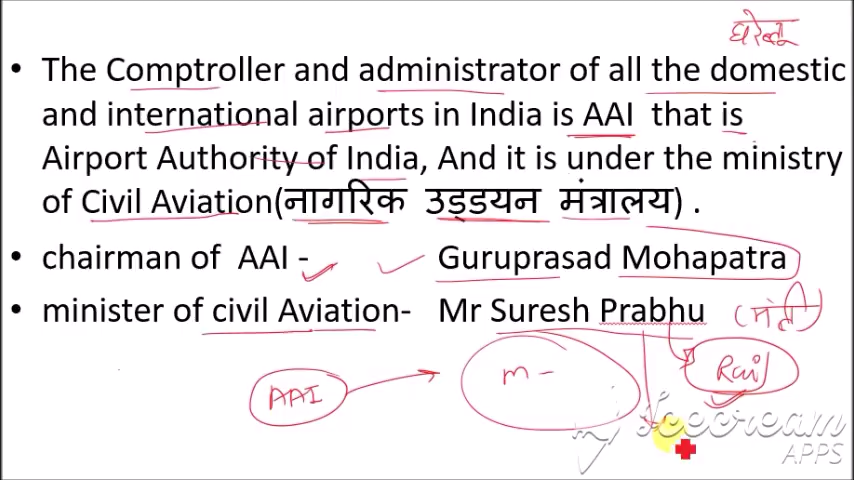 घरेलू
• The Comptroller and administrator of all the domestic
and international airports in India is AAI that is
Airport Authority of India, And it is under the ministry
of Civil Aviation(नागरिक उड्डयन मंत्रालय) .
• chairman of AAI - Guruprasad Mohapatra
• minister of civil Aviation- Mr Suresh Prabhu (मंत्री)
AAI m - Rail
Icecream
APPS